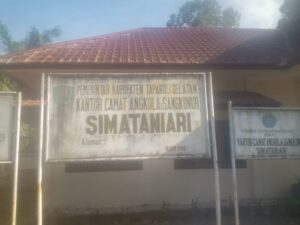 PEMERINTAH KABUPATEN TAPANULI SELATAN
KANTOR CAMAT ANGKOLA SANGKUNUR
SIMATANIARI
Alamat :
KODE POS
KANTOR CAMAT ANGKOLA SANGKUNUR
SIMATANIARI